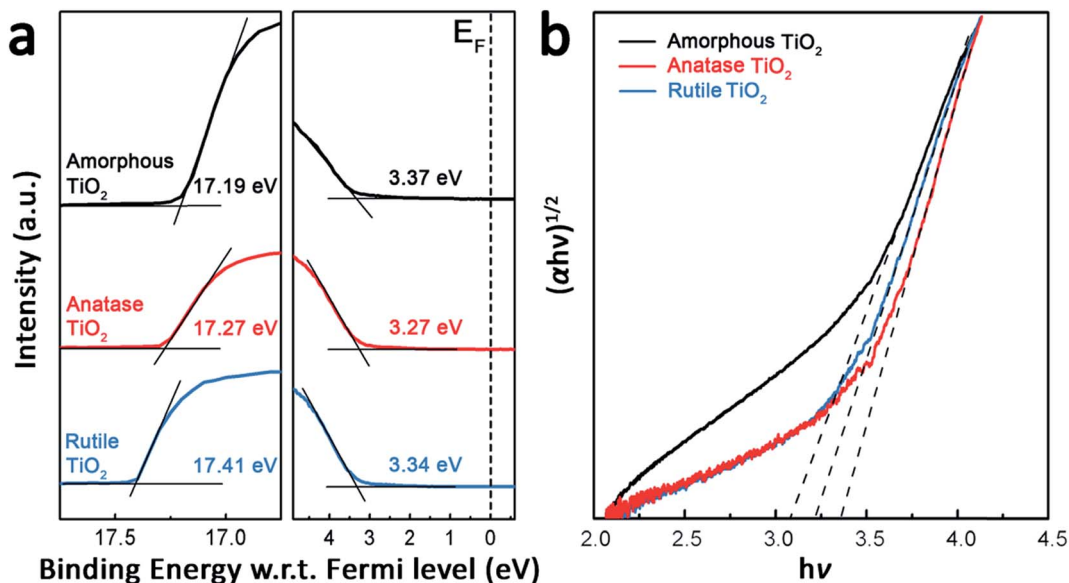 a
E_F
Amorphous
TiO₂
17.19 eV
3.37 eV
Anatase
TiO₂
17.27 eV
3.27 eV
Rutile
TiO₂
17.41 eV
3.34 eV
Intensity (a.u.)
17.5 17.0 4 3 2 1 0
Binding Energy w.r.t. Fermi level (eV)
b
Amorphous TiO₂
Anatase TiO₂
Rutile TiO₂
(αhν)^1/2
2.0 2.5 3.0 3.5 4.0 4.5
hν